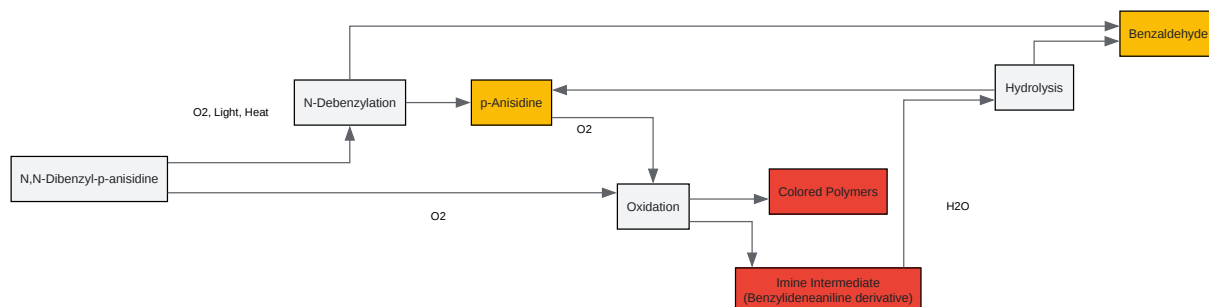 Benzaldehyde
N-Debenzylation
p-Anisidine
Hydrolysis
O2, Light, Heat
O2
N,N-Dibenzyl-p-anisidine
Oxidation
Colored Polymers
O2
H2O
Imine Intermediate
(Benzylideneaniline derivative)